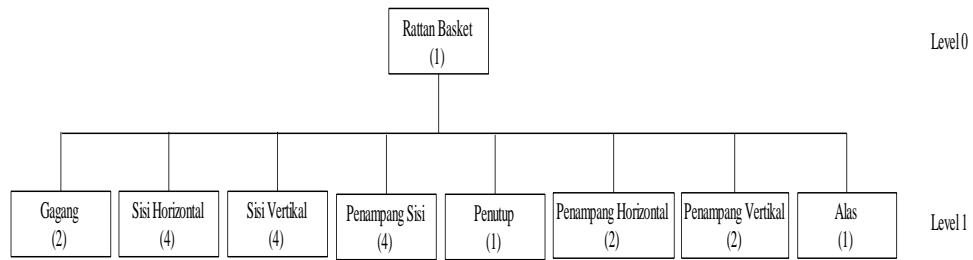 Rattan Basket
(1)
Level 0
Gagang
(2)
Sisi Horizontal
(4)
Sisi Vertikal
(4)
Penampang Sisi
(4)
Penutup
(1)
Penampang Horizontal
(2)
Penampang Vertikal
(2)
Alas
(1)
Level 1